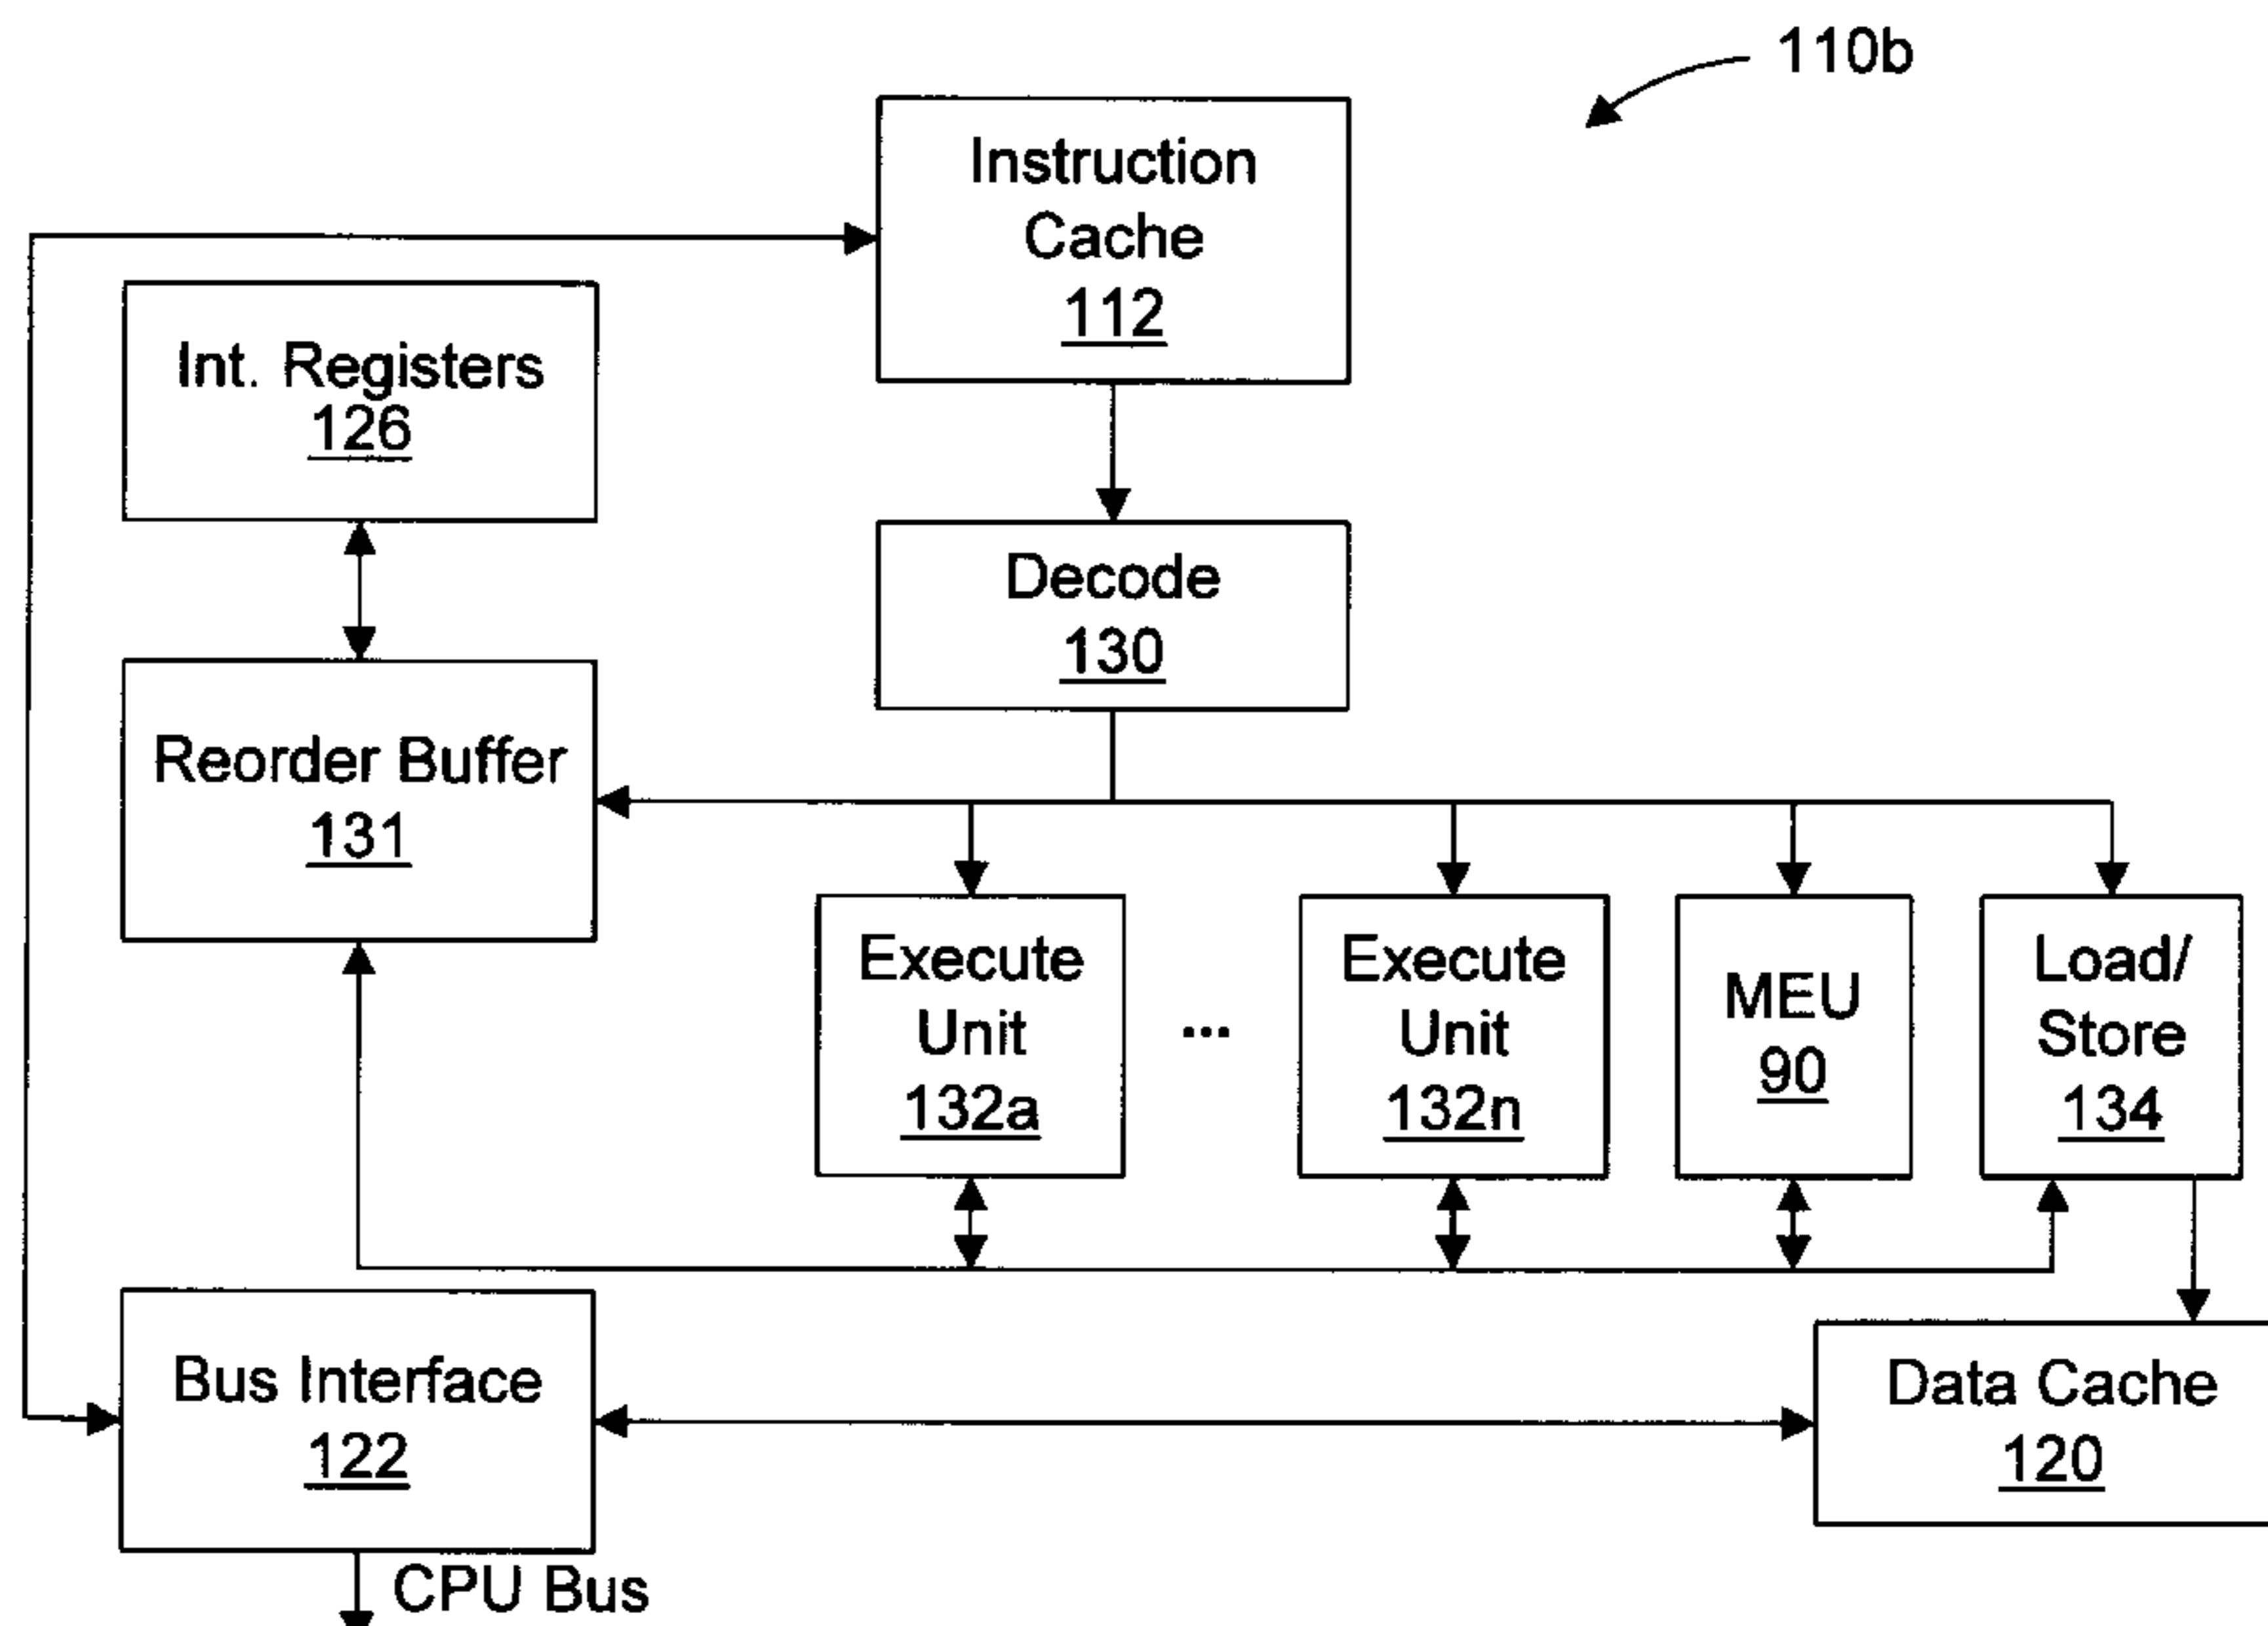 110b
Instruction
Cache
112
Int. Registers
126
Decode
130
Reorder Buffer
131
Execute
Unit
132a
...
Execute
Unit
132n
MEU
90
Load/
Store
134
Bus Interface
122
Data Cache
120
CPU Bus